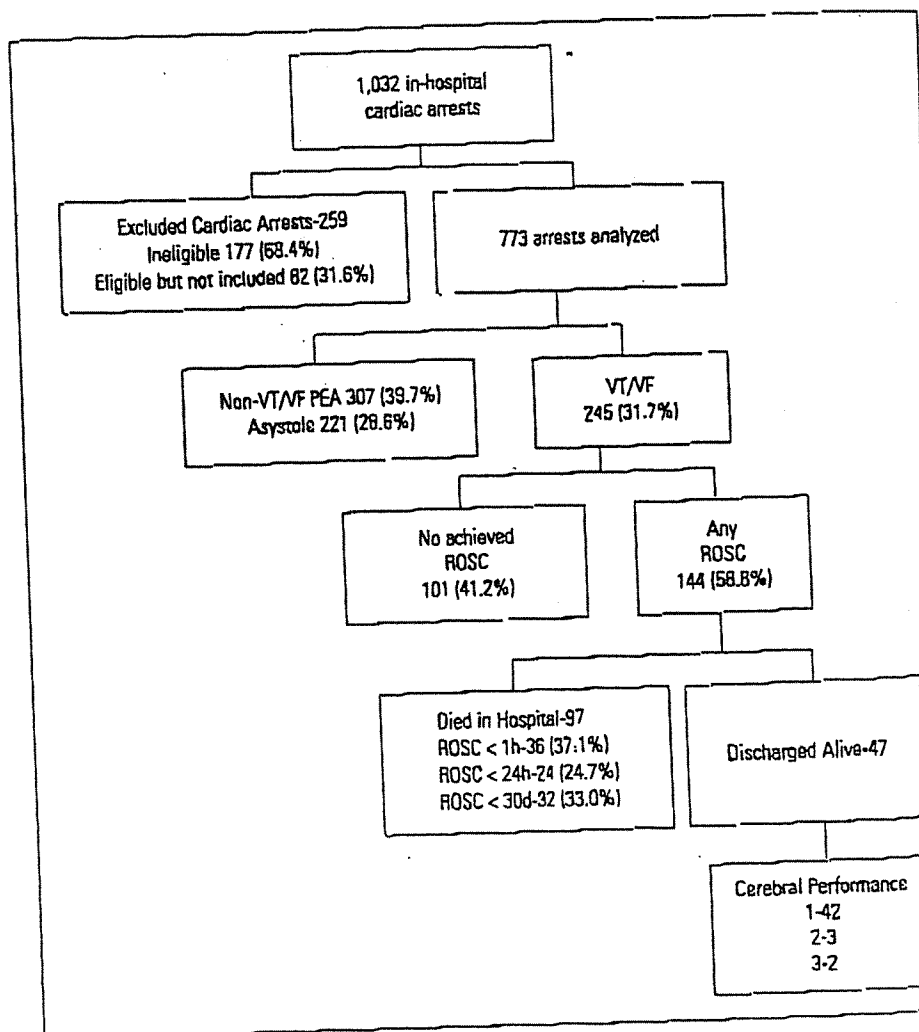 1,032 in-hospital
cardiac arrests
Excluded Cardiac Arrests-259
Ineligible 177 (68.4%)
Eligible but not included 82 (31.6%)
773 arrests analyzed
Non-VT/VF PEA 307 (39.7%)
Asystole 221 (28.6%)
VT/VF
245 (31.7%)
No achieved
ROSC
101 (41.2%)
Any
ROSC
144 (58.8%)
Died in Hospital-97
ROSC < 1h-36 (37.1%)
ROSC < 24h-24 (24.7%)
ROSC < 30d-32 (33.0%)
Discharged Alive-47
Cerebral Performance
1-42
2-3
3-2